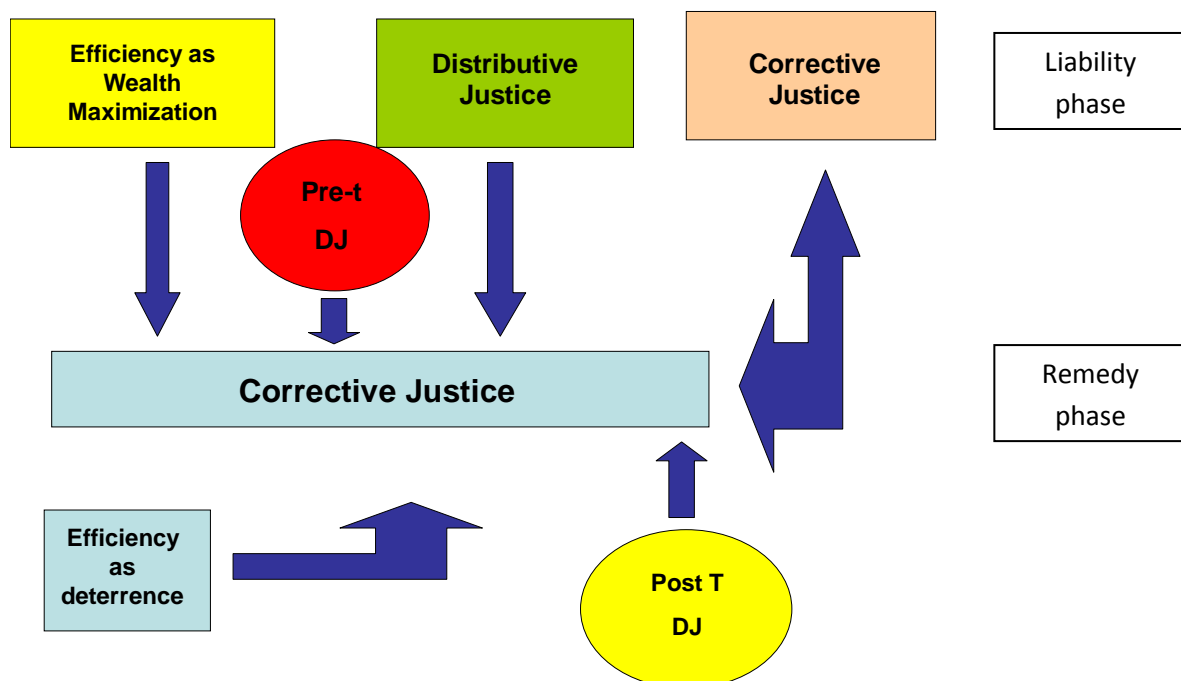 Efficiency as
Wealth
Maximization
Distributive
Justice
Corrective
Justice
Liability
phase
Pre-t
DJ
Corrective Justice
Remedy
phase
Efficiency
as
deterrence
Post T
DJ